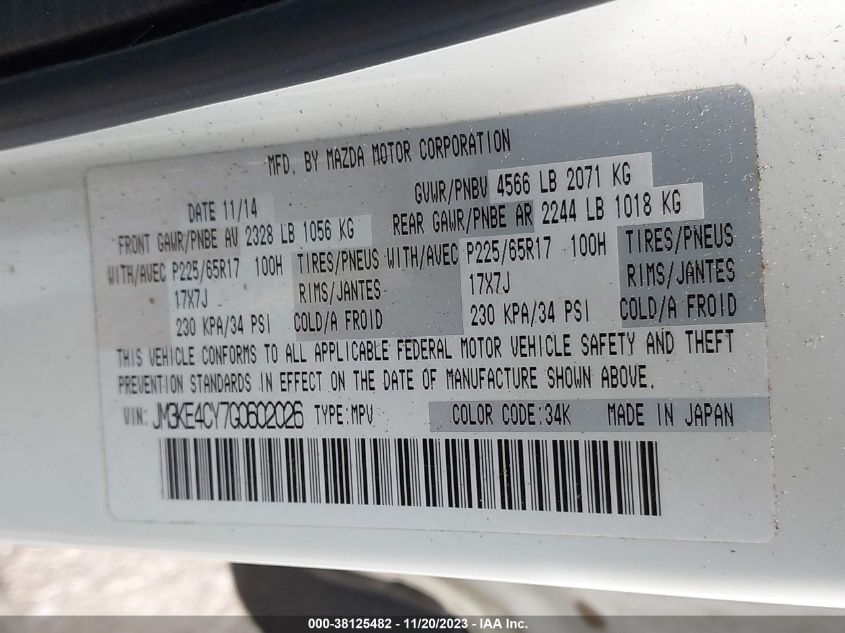 MFD. BY MAZDA MOTOR CORPORATION
DATE 11/14 GVWR/PNBV 4566 LB 2071 KG
FRONT GAWR/PNBE AV 2328 LB 1056 KG REAR GAWR/PNBE AR 2244 LB 1018 KG
WITH/AVEC P225/65R17 100H TIRES/PNEUS WITH/AVEC P225/65R17 100H TIRES/PNEUS
17X7J RIMS/JANTES 17X7J RIMS/JANTES
230 KPA/34 PSI COLD/A FROID 230 KPA/34 PSI COLD/A FROID
THIS VEHICLE CONFORMS TO ALL APPLICABLE FEDERAL MOTOR VEHICLE SAFETY AND THEFT
PREVENTION STANDARDS IN EFFECT ON THE DATE OF MANUFACTURE SHOWN ABOVE.
VIN: JM3KE4CY7G0602026 TYPE:MPV COLOR CODE:34K MADE IN JAPAN
000-38125482 - 11/20/2023 - IAA Inc.